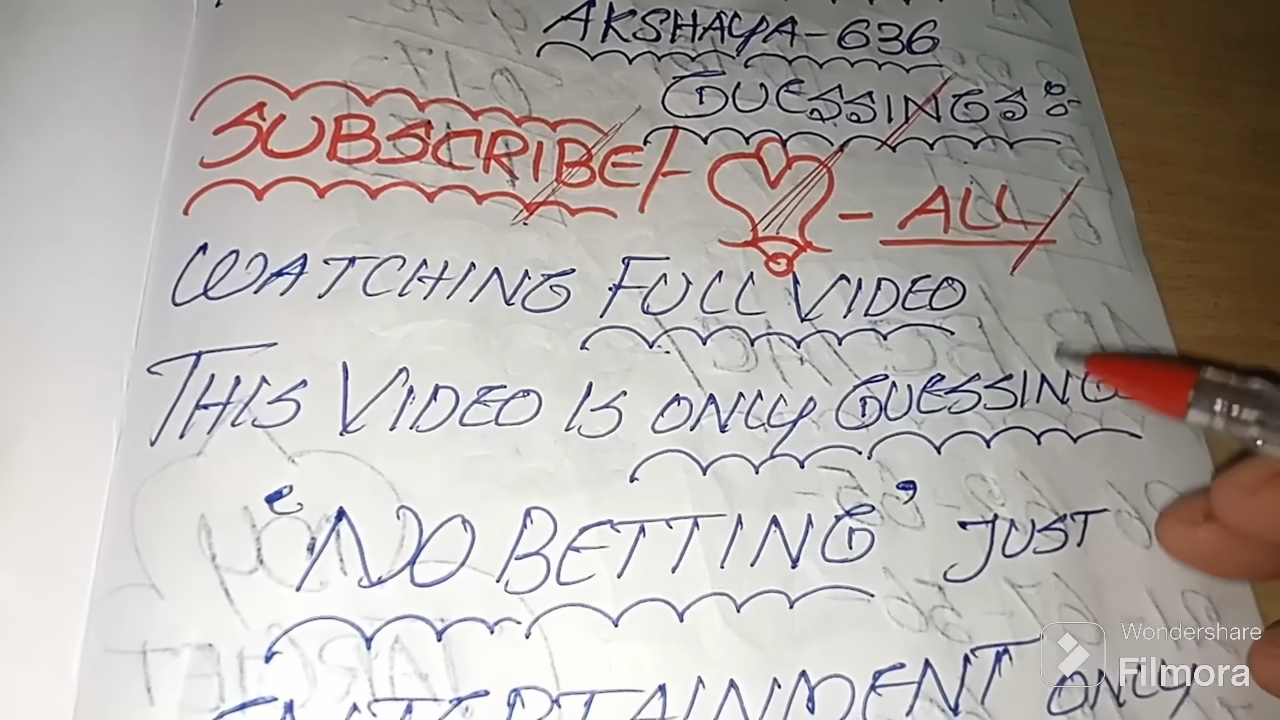 AKSHAYA-636
GUESSINGS:-
SUBSCRIBE/- - ALL/
WATCHING FULL VIDEO
THIS VIDEO IS ONLY GUESSING
"NO BETTING" JUST
ENTERTAINMENT ONLY
Wondershare
Filmora